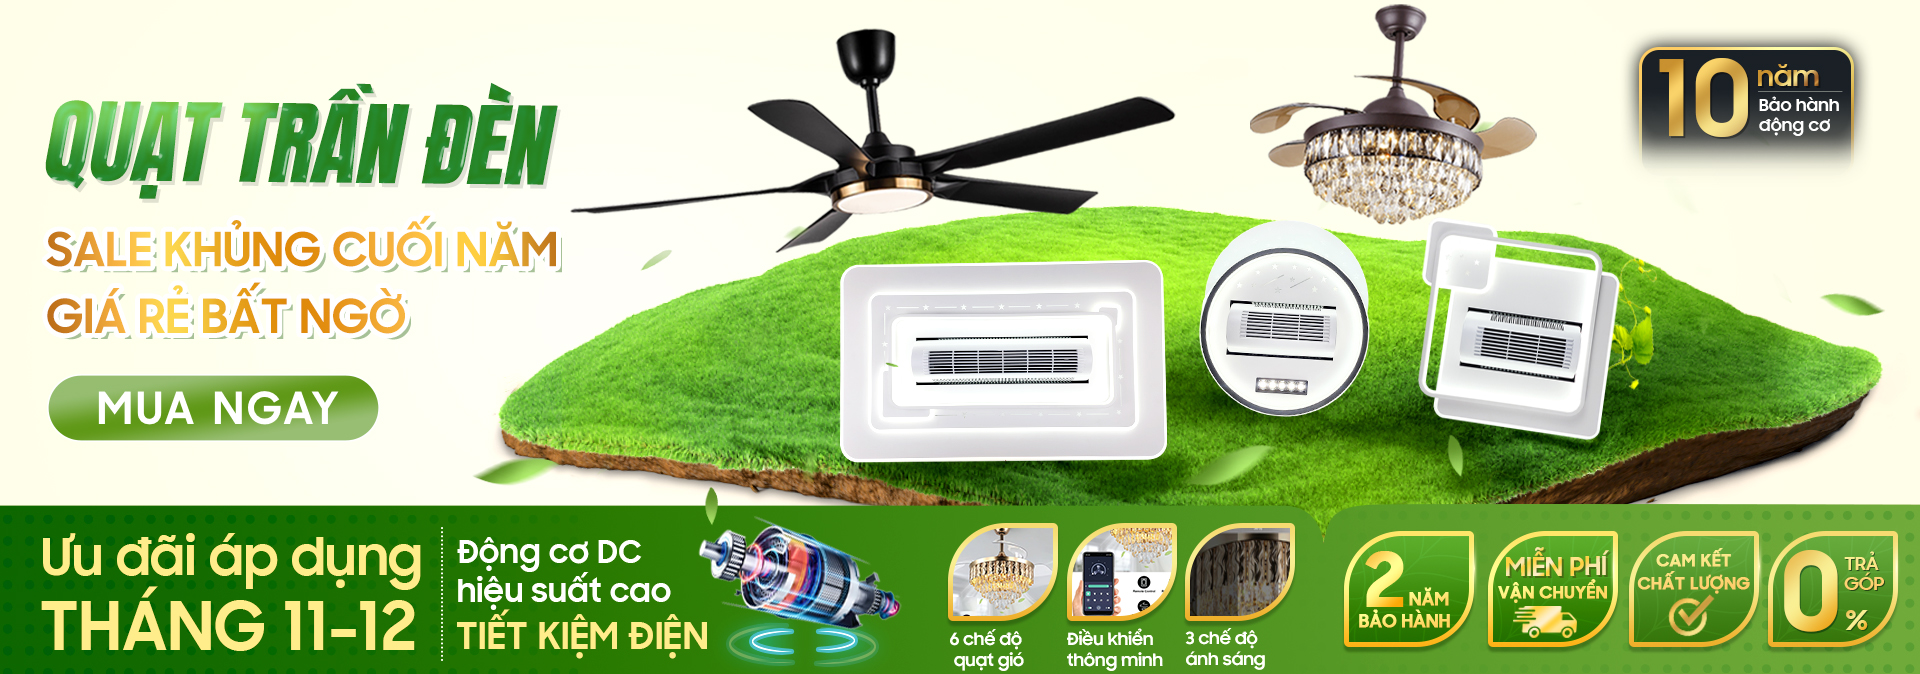 QUẠT TRẦN ĐÈN
SALE KHỦNG CUỐI NĂM
GIÁ RẺ BẤT NGỜ
MUA NGAY
10 năm
Bảo hành
động cơ
Ưu đãi áp dụng
THÁNG 11-12
Động cơ DC
hiệu suất cao
TIẾT KIỆM ĐIỆN
6 chế độ
quạt gió
Điều khiển
thông minh
3 chế độ
ánh sáng
2 NĂM
BẢO HÀNH
MIỄN PHÍ
VẬN CHUYỂN
CAM KẾT
CHẤT LƯỢNG
0 %
TRẢ
GÓP